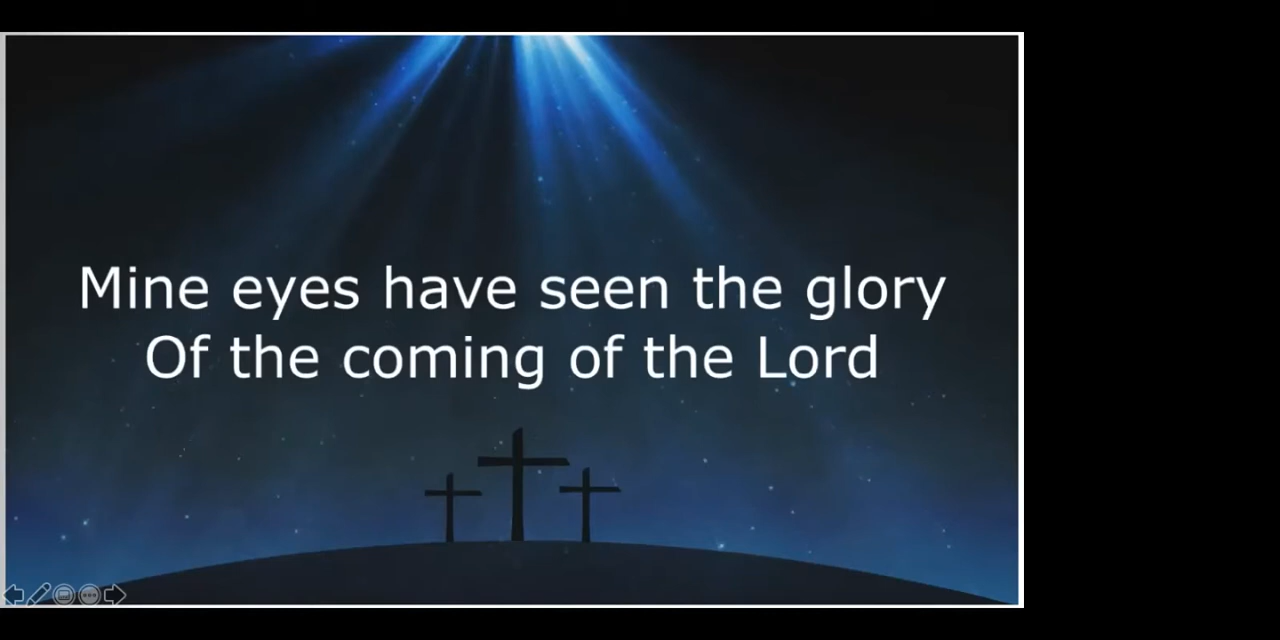 Mine eyes have seen the glory
Of the coming of the Lord